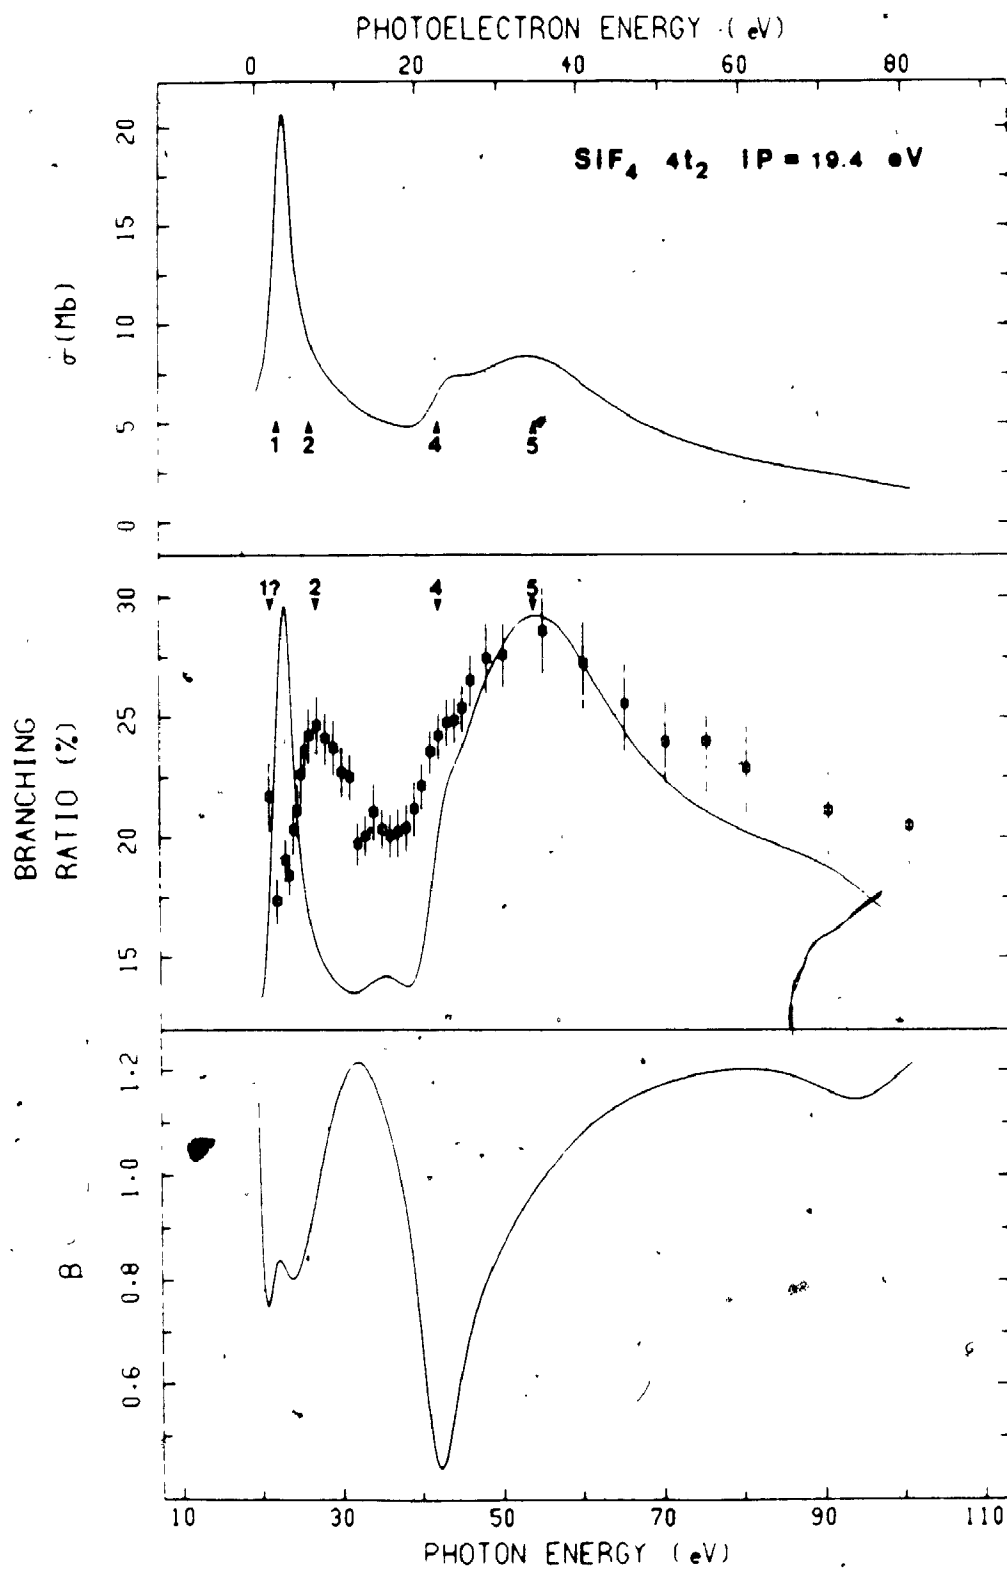 PHOTOELECTRON ENERGY (eV)
0 20 40 60 80
SiF4 4t2 IP = 19.4 eV
20
15
10
5
0
σ (Mb)
1 2 4 5
1? 2 4 5
30
25
20
15
BRANCHING
RATIO (%)
1.2
1.0
0.8
0.6
β
10 30 50 70 90 110
PHOTON ENERGY (eV)